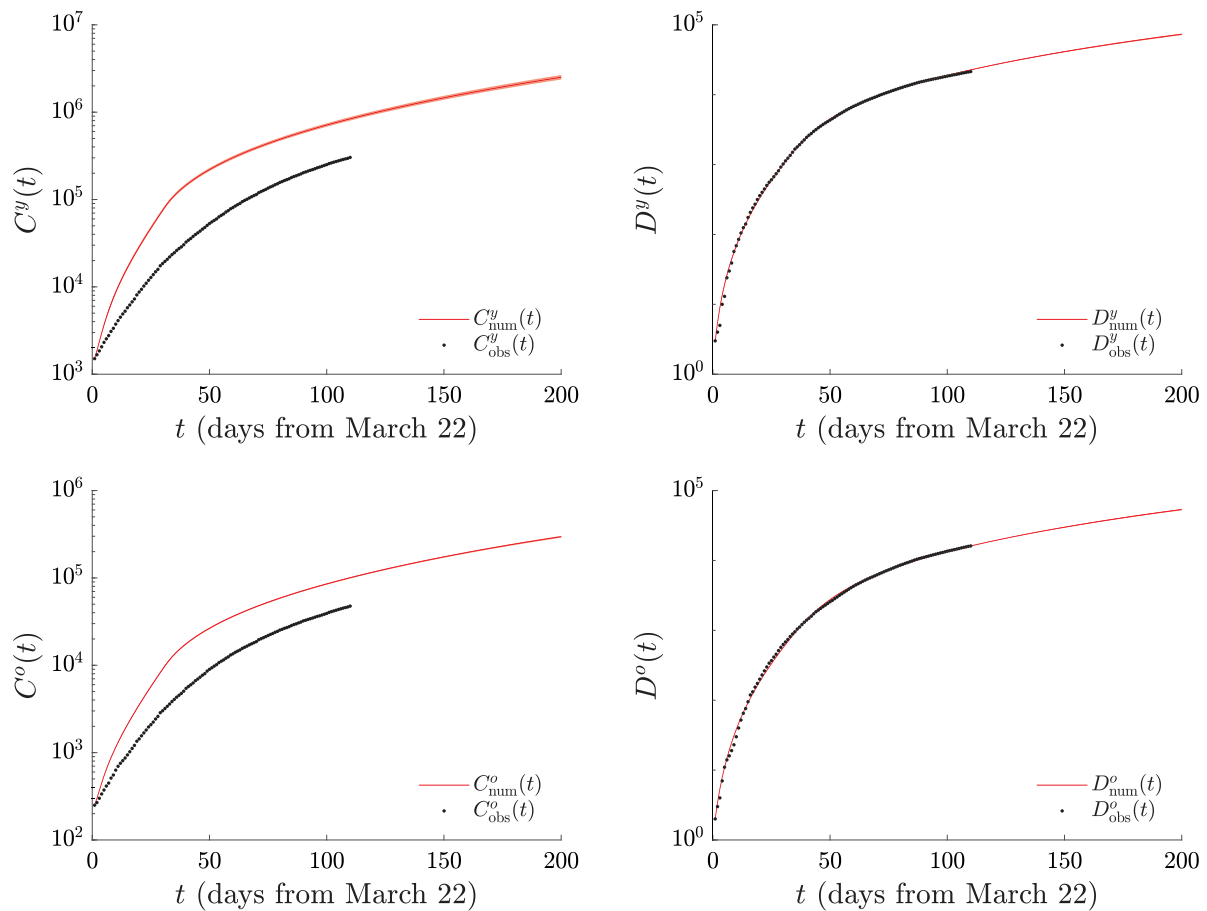 10^7
10^6
10^5
10^4
10^3
C^y(t)
C^y_num(t)
C^y_obs(t)
0 50 100 150 200
t (days from March 22)
10^5
10^0
D^y(t)
D^y_num(t)
D^y_obs(t)
0 50 100 150 200
t (days from March 22)
10^6
10^5
10^4
10^3
10^2
C^o(t)
C^o_num(t)
C^o_obs(t)
0 50 100 150 200
t (days from March 22)
10^5
10^0
D^o(t)
D^o_num(t)
D^o_obs(t)
0 50 100 150 200
t (days from March 22)